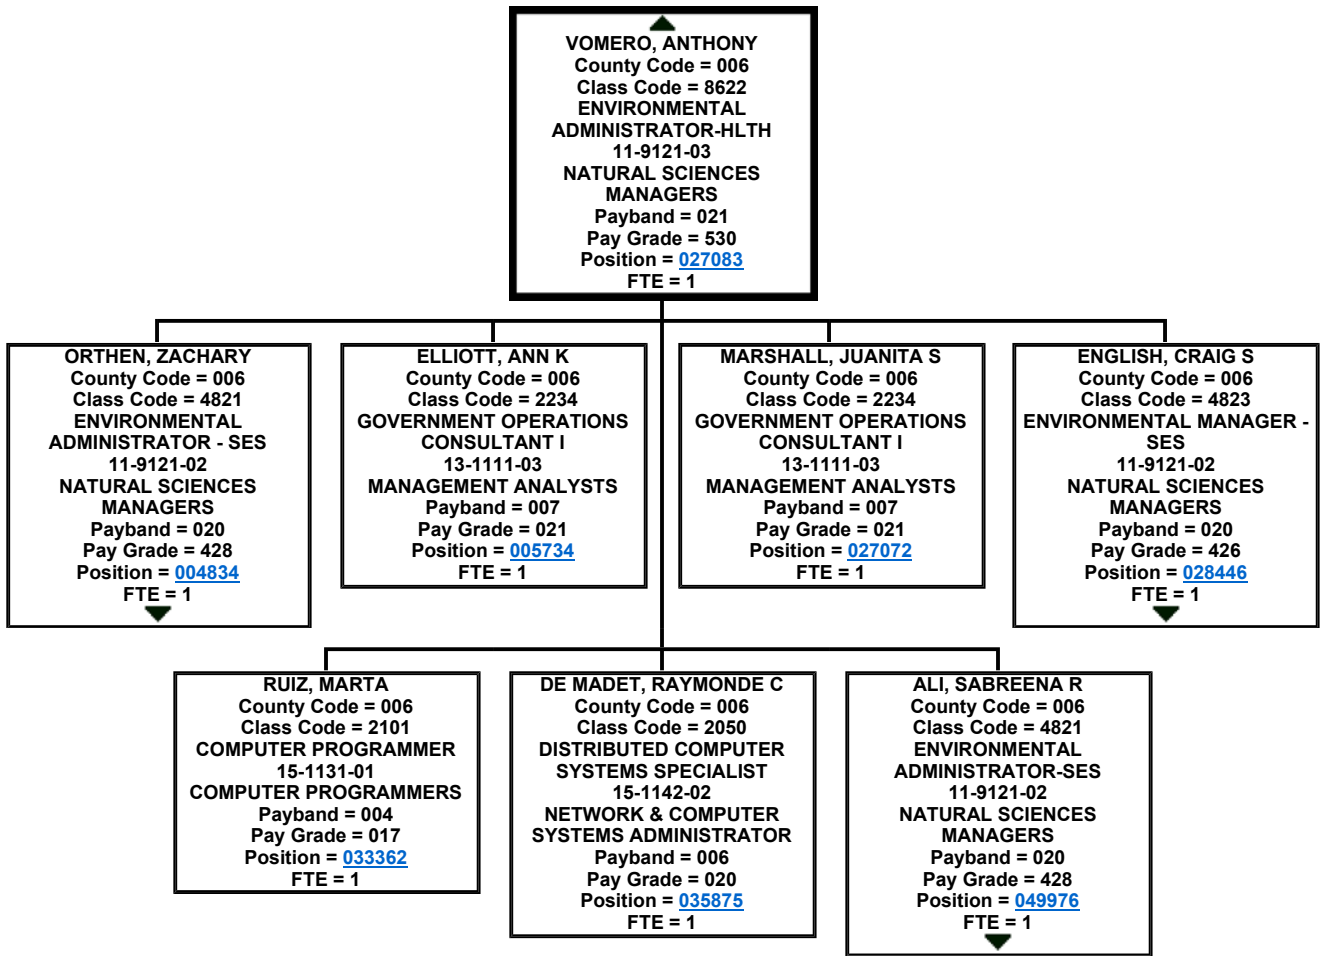 VOMERO, ANTHONY
County Code = 006
Class Code = 8622
ENVIRONMENTAL
ADMINISTRATOR-HLTH
11-9121-03
NATURAL SCIENCES
MANAGERS
Payband = 021
Pay Grade = 530
Position = 027083
FTE = 1
ORTHEN, ZACHARY
County Code = 006
Class Code = 4821
ENVIRONMENTAL
ADMINISTRATOR - SES
11-9121-02
NATURAL SCIENCES
MANAGERS
Payband = 020
Pay Grade = 428
Position = 004834
FTE = 1
ELLIOTT, ANN K
County Code = 006
Class Code = 2234
GOVERNMENT OPERATIONS
CONSULTANT I
13-1111-03
MANAGEMENT ANALYSTS
Payband = 007
Pay Grade = 021
Position = 005734
FTE = 1
MARSHALL, JUANITA S
County Code = 006
Class Code = 2234
GOVERNMENT OPERATIONS
CONSULTANT I
13-1111-03
MANAGEMENT ANALYSTS
Payband = 007
Pay Grade = 021
Position = 027072
FTE = 1
ENGLISH, CRAIG S
County Code = 006
Class Code = 4823
ENVIRONMENTAL MANAGER -
SES
11-9121-02
NATURAL SCIENCES
MANAGERS
Payband = 020
Pay Grade = 426
Position = 028446
FTE = 1
RUIZ, MARTA
County Code = 006
Class Code = 2101
COMPUTER PROGRAMMER
15-1131-01
COMPUTER PROGRAMMERS
Payband = 004
Pay Grade = 017
Position = 033362
FTE = 1
DE MADET, RAYMONDE C
County Code = 006
Class Code = 2050
DISTRIBUTED COMPUTER
SYSTEMS SPECIALIST
15-1142-02
NETWORK & COMPUTER
SYSTEMS ADMINISTRATOR
Payband = 006
Pay Grade = 020
Position = 035875
FTE = 1
ALI, SABREENA R
County Code = 006
Class Code = 4821
ENVIRONMENTAL
ADMINISTRATOR-SES
11-9121-02
NATURAL SCIENCES
MANAGERS
Payband = 020
Pay Grade = 428
Position = 049976
FTE = 1